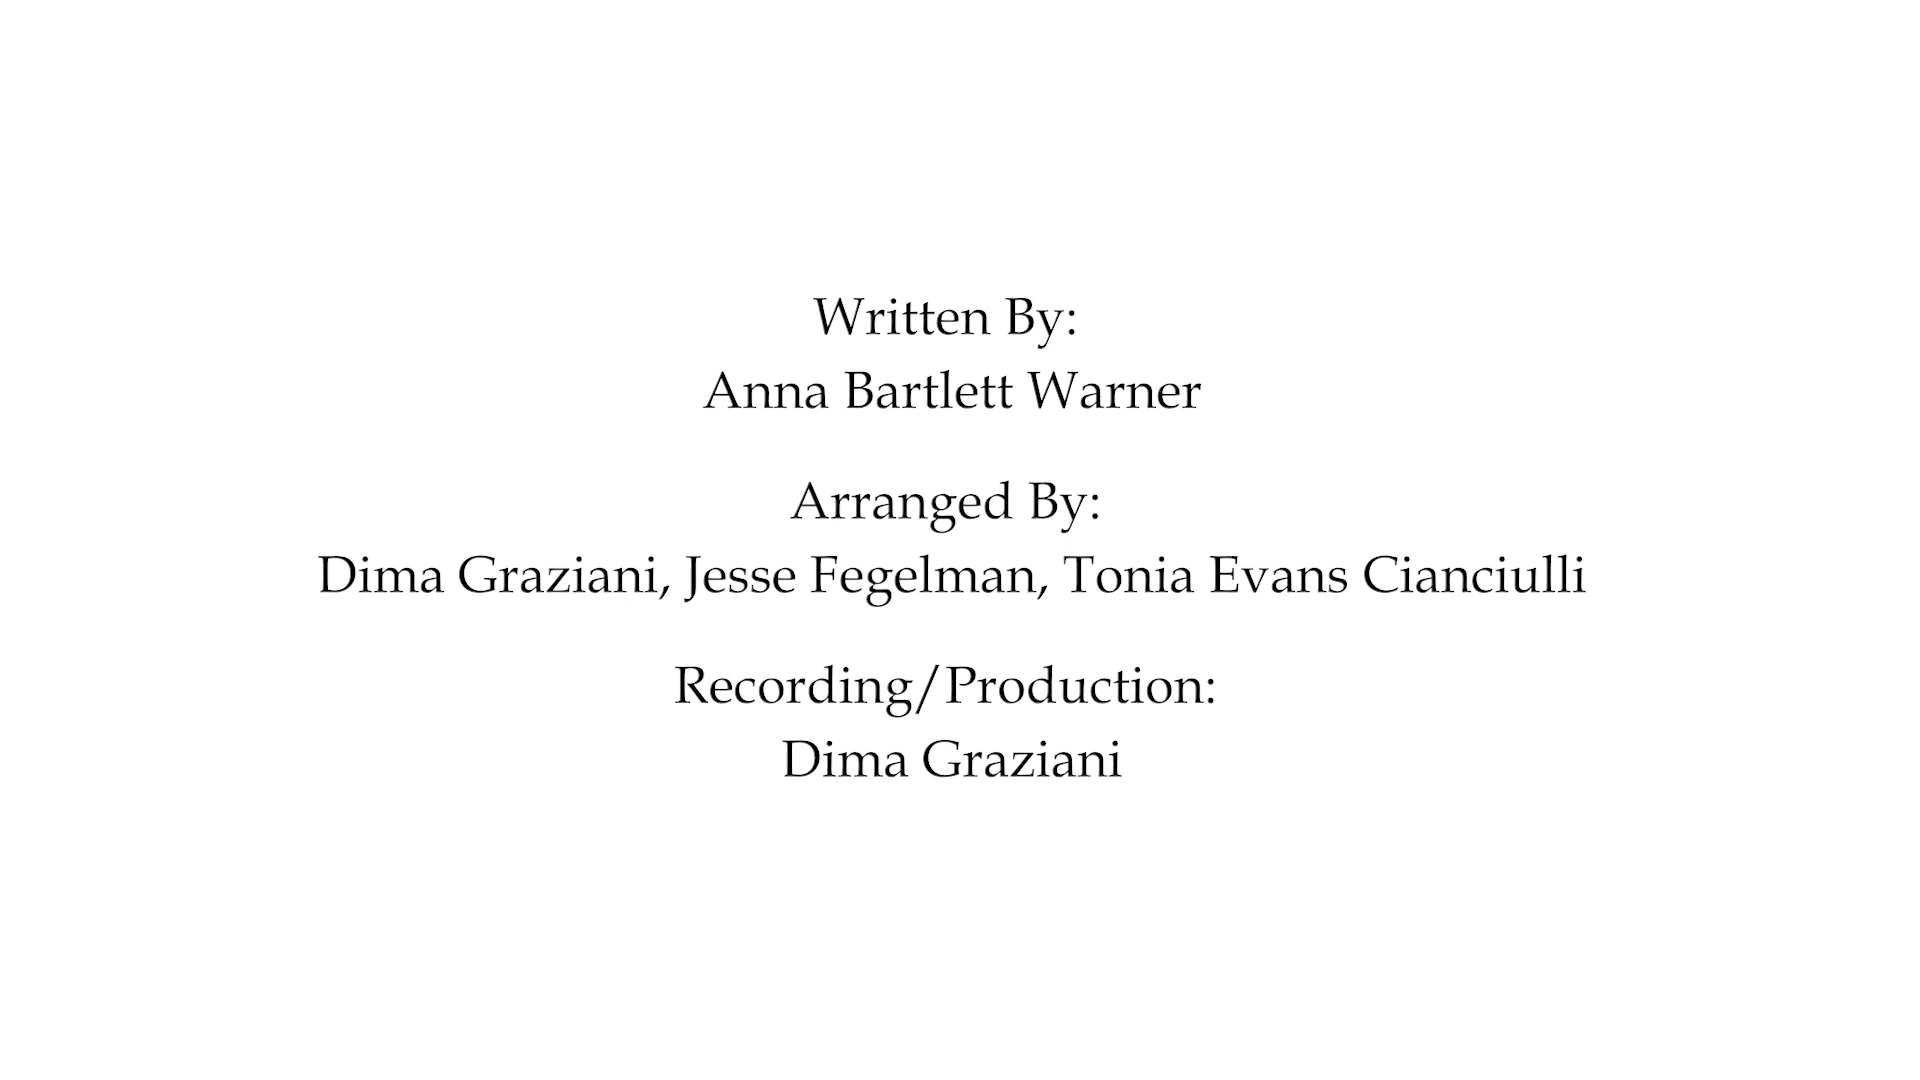 Written By:
Anna Bartlett Warner
Arranged By:
Dima Graziani, Jesse Fegelman, Tonia Evans Cianciulli
Recording/Production:
Dima Graziani